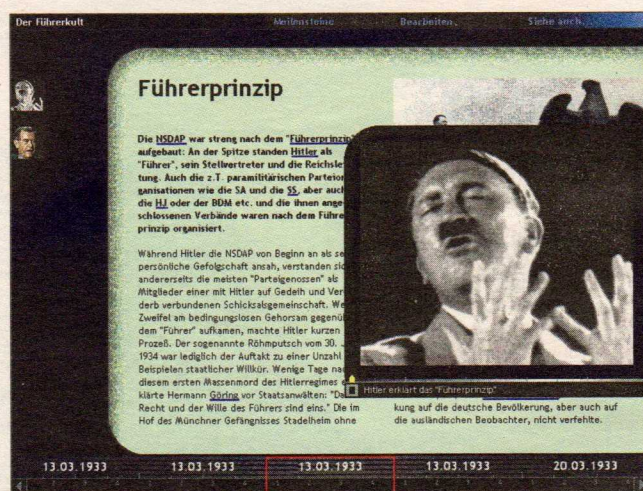 Der Führerkult
Meilensteine
Bearbeiten
Siehe auch
Führerprinzip
Die NSDAP war streng nach dem "Führerprinzip"
aufgebaut: An der Spitze standen Hitler als
"Führer", sein Stellvertreter und die Reichslei
tung. Auch die z.T. paramilitärischen Parteior
ganisationen wie die SA und die SS, aber auch
die HJ oder der BDM etc. und die ihnen ange
schlossenen Verbände waren nach dem Führe
prinzip organisiert.
Während Hitler die NSDAP von Beginn an als se
persönliche Gefolgschaft ansah, verstanden sic
andererseits die meisten "Parteigenossen" als
Mitglieder einer mit Hitler auf Gedeih und Ver
derb verbundenen Schicksalsgemeinschaft. We
Zweifel am bedingungslosen Gehorsam gegenü
dem "Führer" aufkamen, machte Hitler kurzen
Prozeß. Der sogenannte Röhmputsch vom 30.
1934 war lediglich der Auftakt zu einer Unzahl
Beispielen staatlicher Willkür. Wenige Tage na
diesem ersten Massenmord des Hitlerregimes e
klärte Hermann Göring vor Staatsanwälten: "Da
Recht und der Wille des Führers sind eins." Die im
Hof des Münchner Gefängnisses Stadelheim ohne
Hitler erklärt das "Führerprinzip"
kung auf die deutsche Bevölkerung, aber auch auf
die ausländischen Beobachter, nicht verfehlte.
13.03.1933 13.03.1933 13.03.1933 13.03.1933 20.03.1933